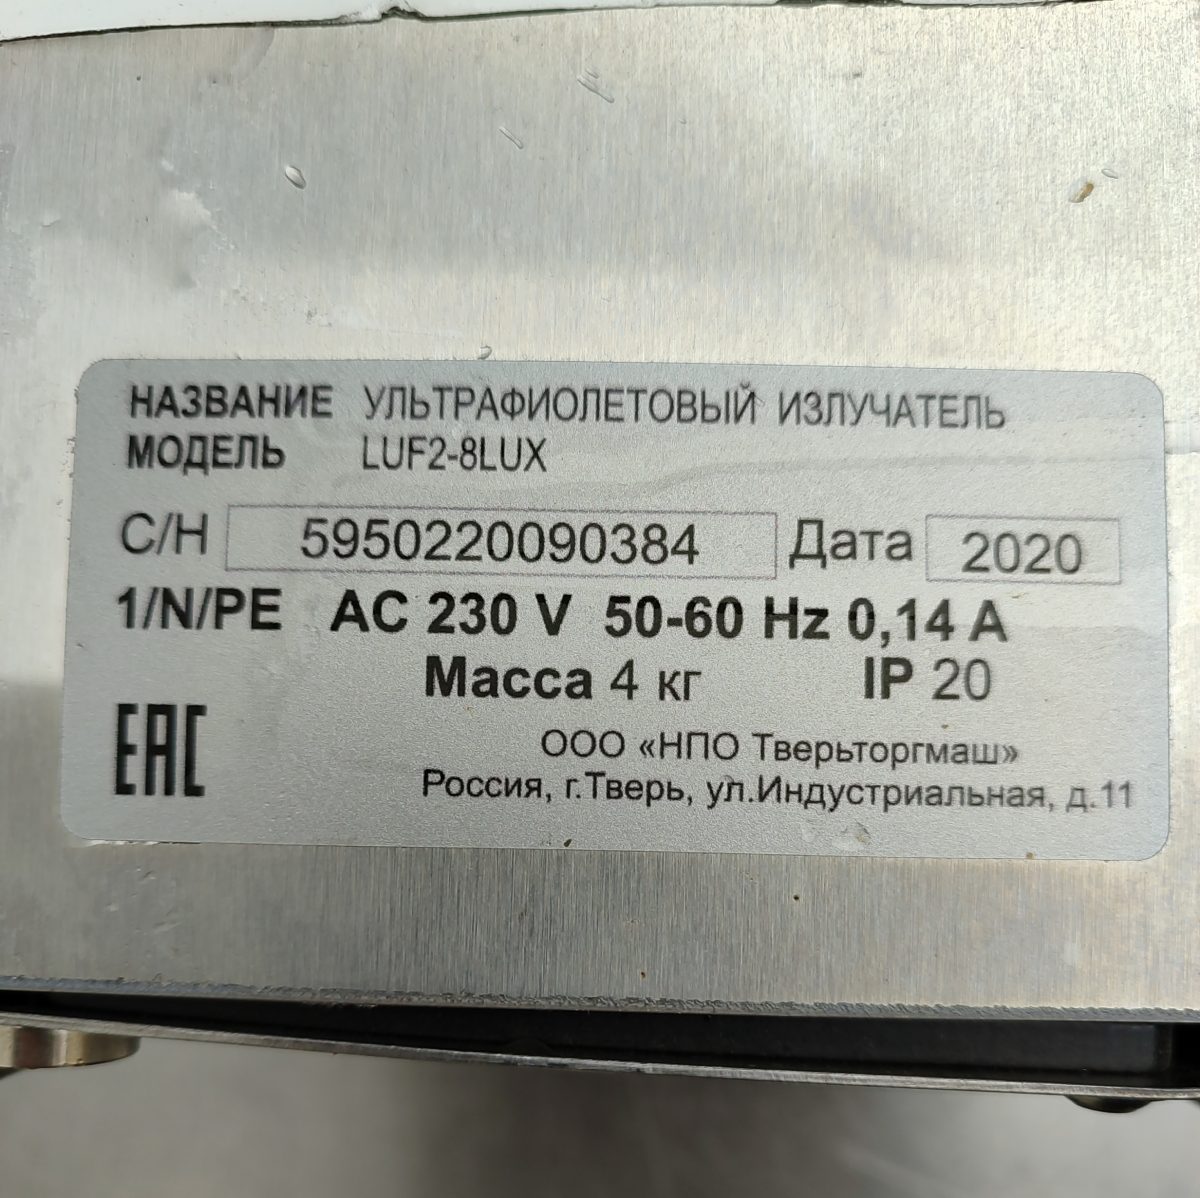 НАЗВАНИЕ УЛЬТРАФИОЛЕТОВЫЙ ИЗЛУЧАТЕЛЬ
МОДЕЛЬ LUF2-8LUX
С/Н 5950220090384 Дата 2020
1/N/PE AC 230 V 50-60 Hz 0,14 A
Масса 4 кг IP 20
EAC
ООО «НПО Тверьторгмаш»
Россия, г.Тверь, ул.Индустриальная, д.11